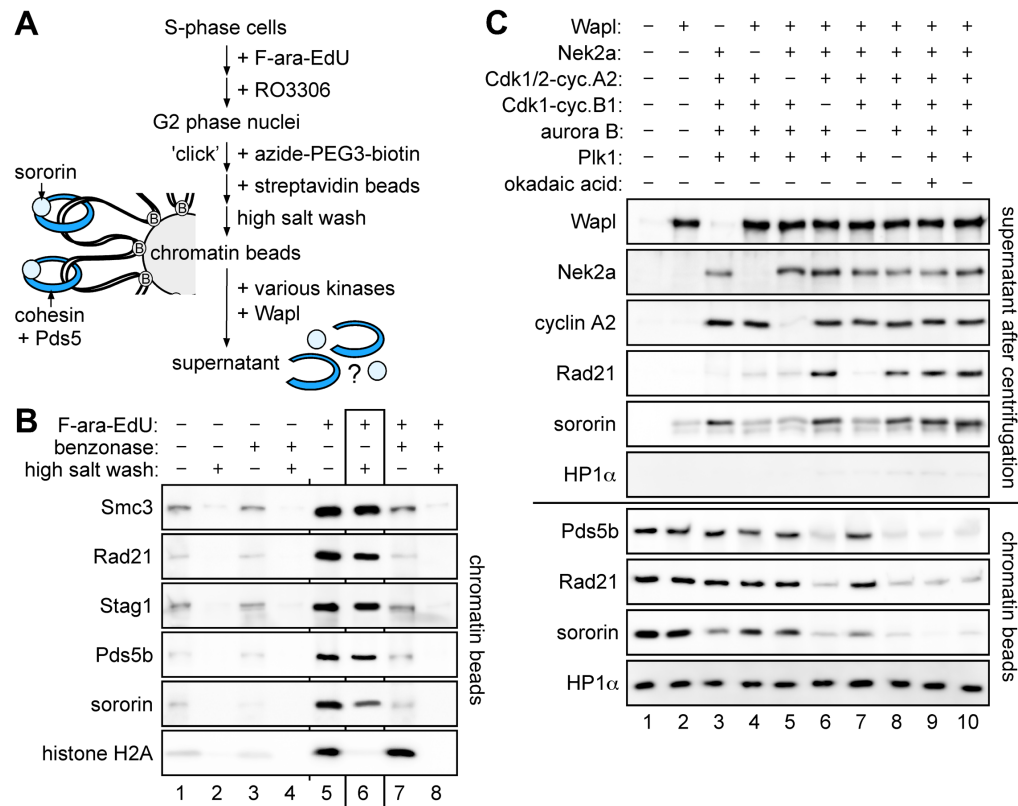 A
S-phase cells
+ F-ara-EdU
+ RO3306
G2 phase nuclei
'click' + azide-PEG3-biotin
+ streptavidin beads
high salt wash
sororin
B
B
B
B
chromatin beads
cohesin
+ Pds5
+ various kinases
+ Wapl
supernatant
?
B
F-ara-EdU: − − − − + + + +
benzonase: − − + + − − + +
high salt wash: − + − + − + − +
Smc3
Rad21
Stag1
Pds5b
sororin
histone H2A
chromatin beads
1 2 3 4 5 6 7 8
C
Wapl: − + − + + + + + + +
Nek2a: − − + − + + + + + +
Cdk1/2-cyc.A2: − − + + − + + + + +
Cdk1-cyc.B1: − − + + + − + + + +
aurora B: − − + + + + − + + +
Plk1: − − + + + + + − + +
okadaic acid: − − − − − − − − + −
Wapl
Nek2a
cyclin A2
Rad21
sororin
HP1α
supernatant after centrifugation
Pds5b
Rad21
sororin
HP1α
chromatin beads
1 2 3 4 5 6 7 8 9 10